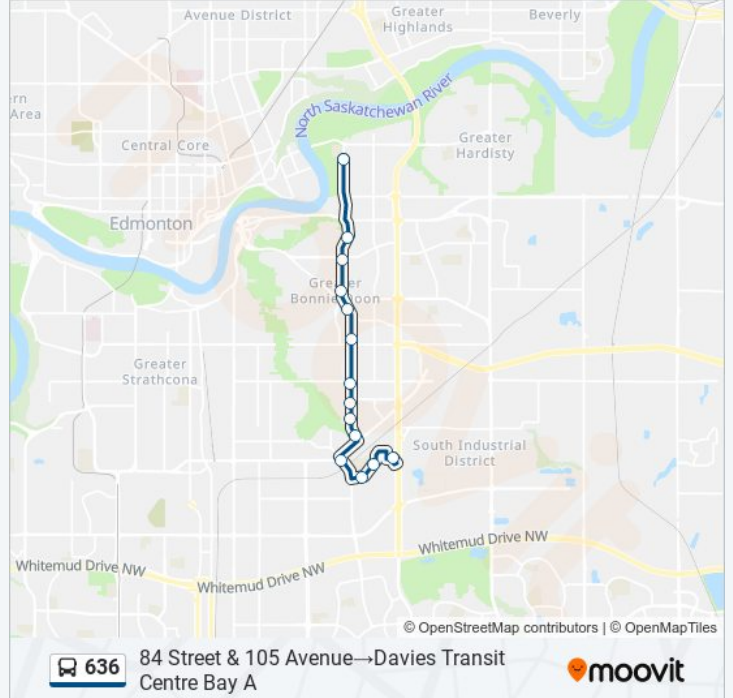 Avenue District
Greater
Highlands
Beverly
ern
Area
North Saskatchewan River
Central Core
Greater
Hardisty
Edmonton
Greater
Bonnie Doon
Greater
Strathcona
South Industrial
District
Whitemud Drive NW
Whitemud Drive NW
Whitemud Drive NW
© OpenStreetMap contributors | © OpenMapTiles
636
84 Street & 105 Avenue→Davies Transit
Centre Bay A
moovit